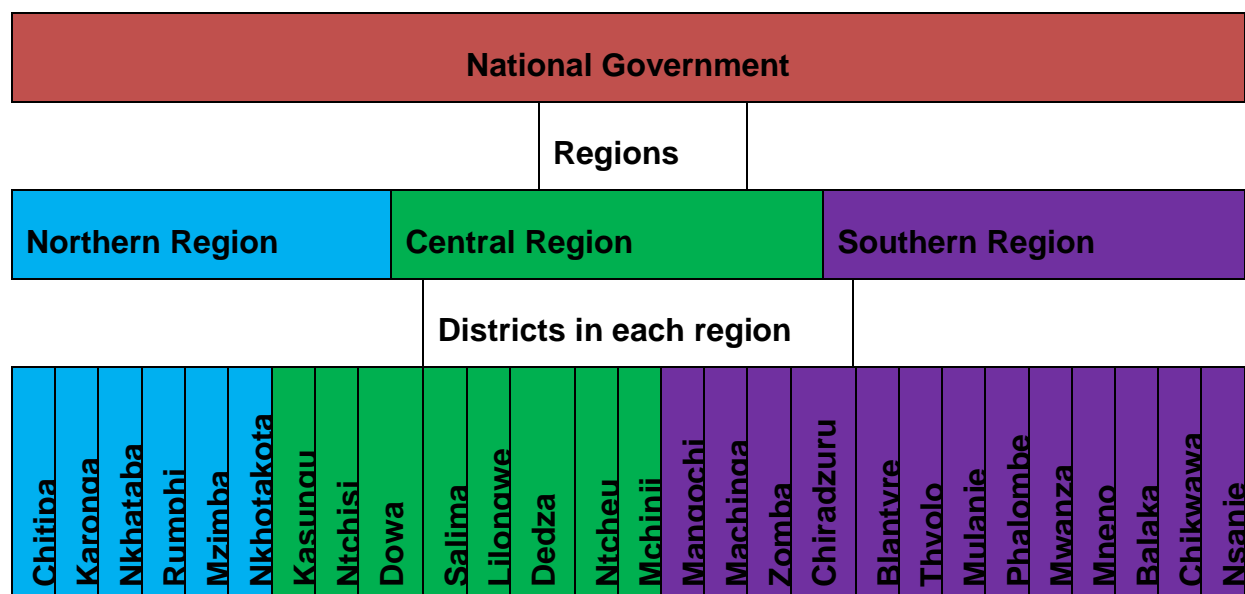 National Government
Regions
Northern Region
Central Region
Southern Region
Districts in each region
Chitipa
Karonga
Nkhataba
Rumphi
Mzimba
Nkhotakota
Kasungu
Ntchisi
Dowa
Salima
Lilongwe
Dedza
Ntcheu
Mchinji
Mangochi
Machinga
Zomba
Chiradzuru
Blantyre
Thyolo
Mulanje
Phalombe
Mwanza
Mneno
Balaka
Chikwawa
Nsanje